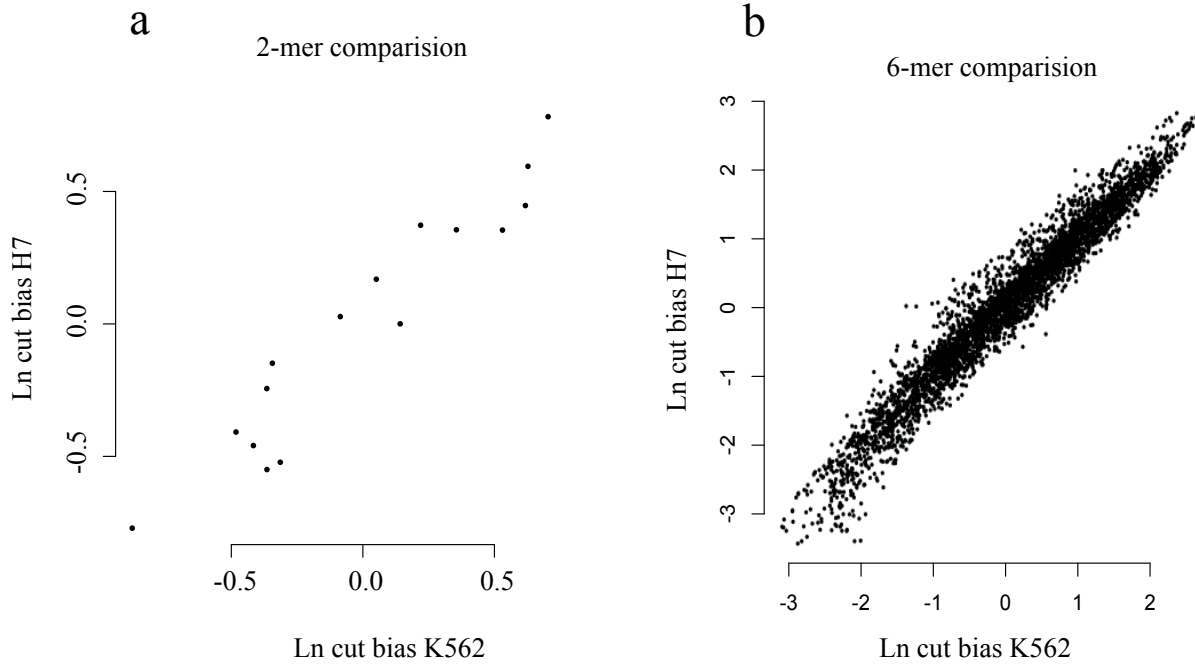 a
2-mer comparision
Ln cut bias H7
0.5
0.0
-0.5
-0.5 0.0 0.5
Ln cut bias K562
b
6-mer comparision
Ln cut bias H7
3
2
1
0
-1
-2
-3
-3 -2 -1 0 1 2
Ln cut bias K562